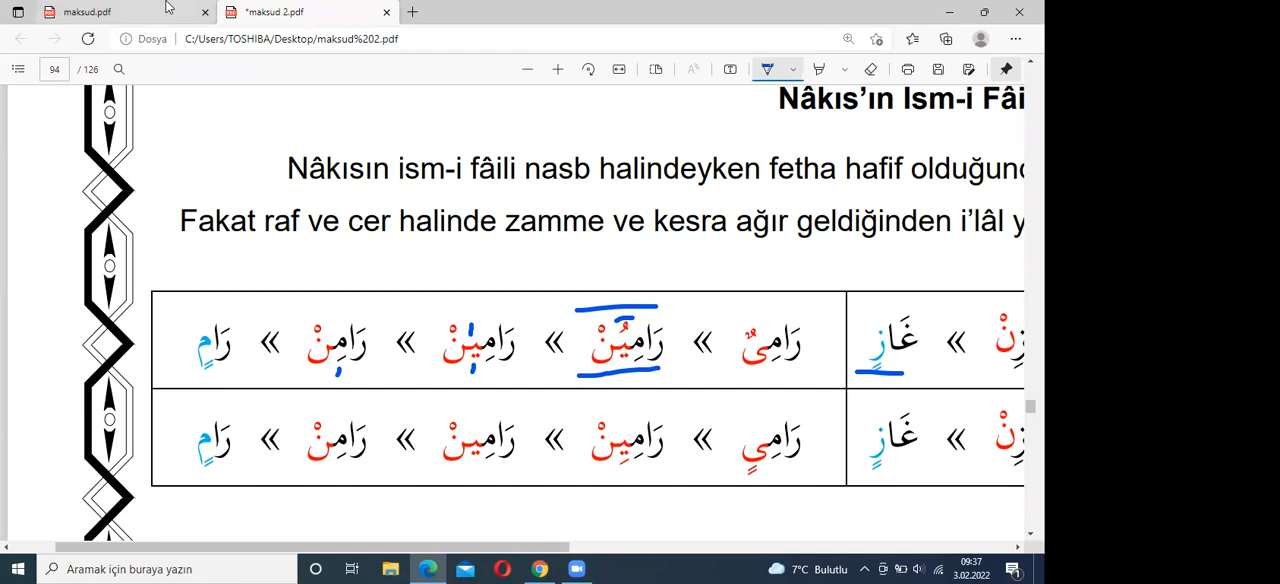 maksud.pdf
*maksud 2.pdf
Dosya C:/Users/TOSHIBA/Desktop/maksud%202.pdf
94 / 126
Nâkıs’ın Ism-i Fâi
Nâkısın ism-i fâili nasb halindeyken fetha hafif olduğund
Fakat raf ve cer halinde zamme ve kesra ağır geldiğinden i’lâl y
زِنْ » غَازٍ
رَامِىٌ » رَامِيُنْ » رَامِينْ » رَامِنْ » رَامٍ
زِنْ » غَازٍ
رَامِىٍ » رَامِيِنْ » رَامِينْ » رَامِنْ » رَامٍ
Aramak için buraya yazın
7°C Bulutlu
09:37
3.02.2022
1